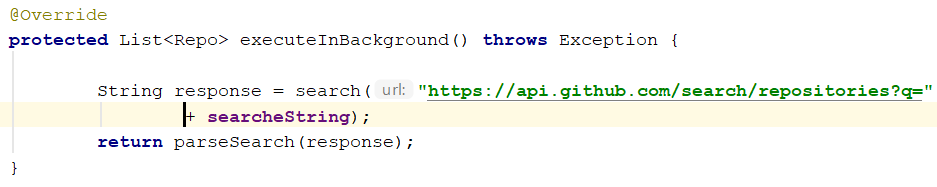 @Override
protected List<Repo> executeInBackground() throws Exception {
String response = search( url: "https://api.github.com/search/repositories?q="
+ searcheString);
return parseSearch(response);
}